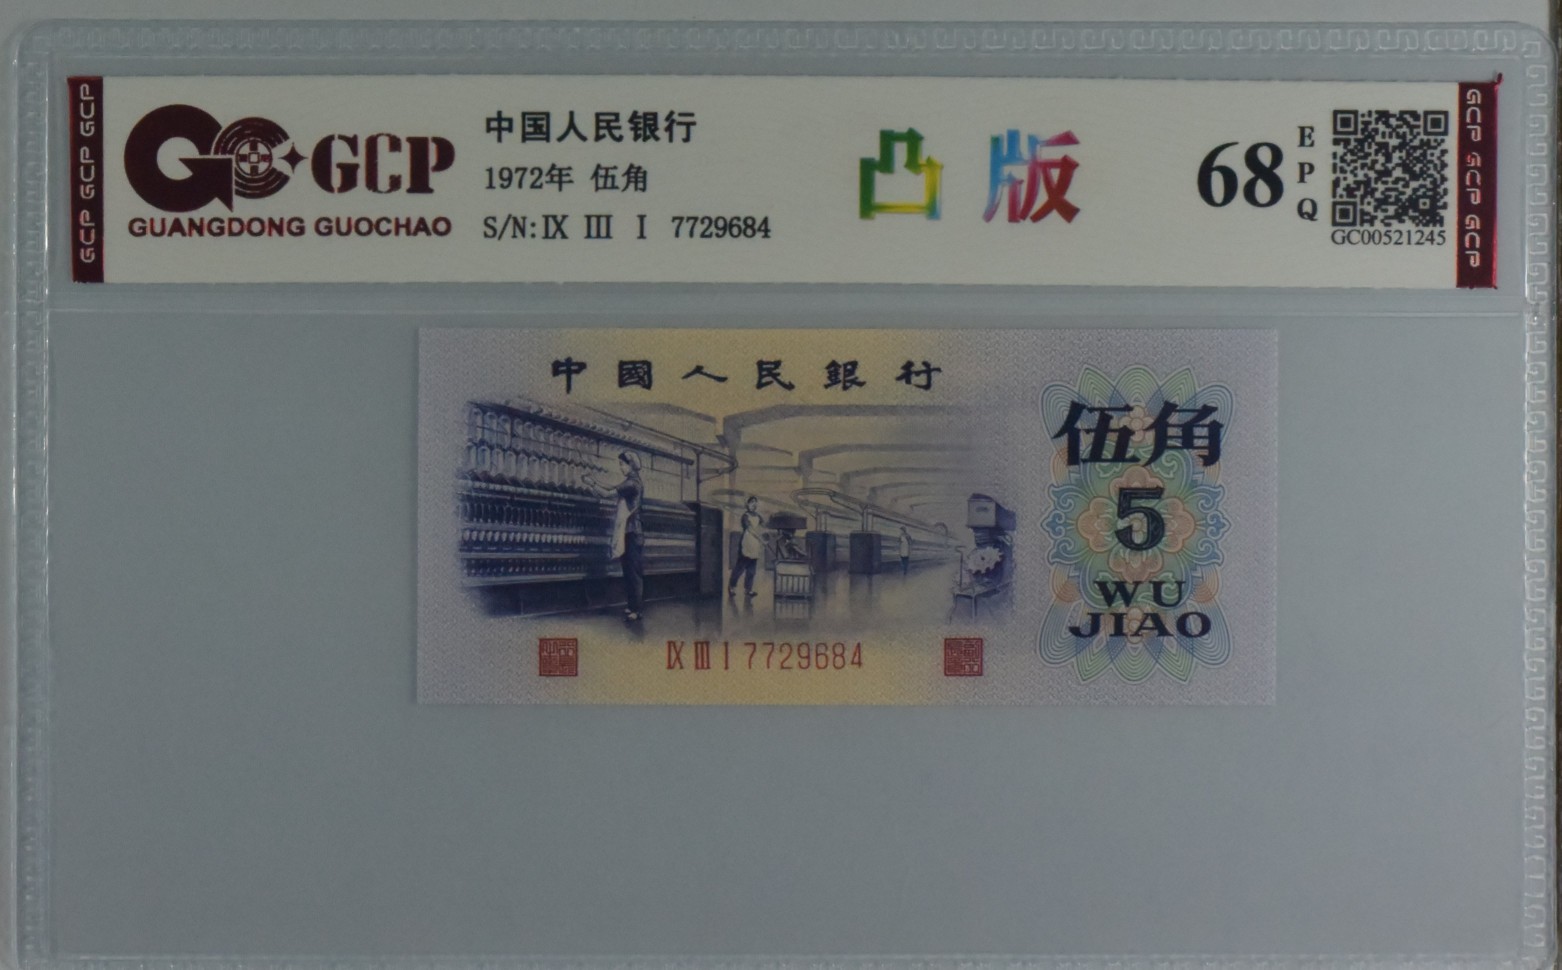 GCP GCP GCP
GCP
GUANGDONG GUOCHAO
中国人民银行
1972年 伍角
S/N: IX III I 7729684
凸版
68
EPQ
GC00521245
GCP GCP GCP
中國人民銀行
伍角
5
WU
JIAO
IX III I 7729684